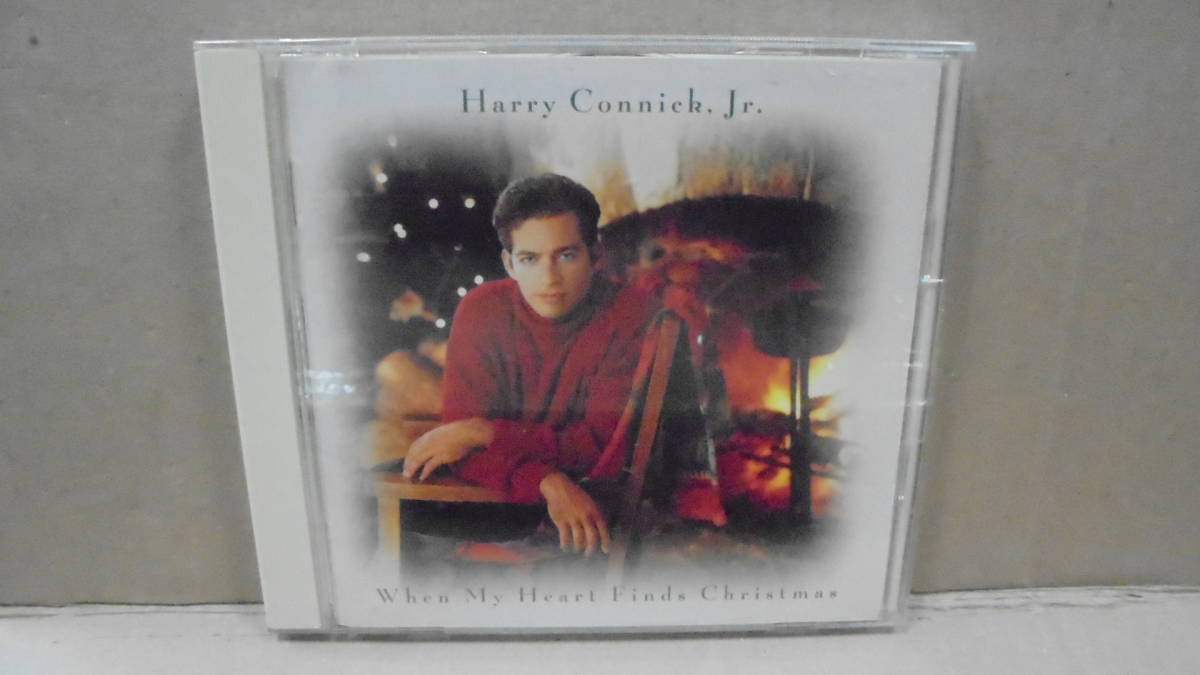 Harry Connick, Jr.
When My Heart Finds Christmas